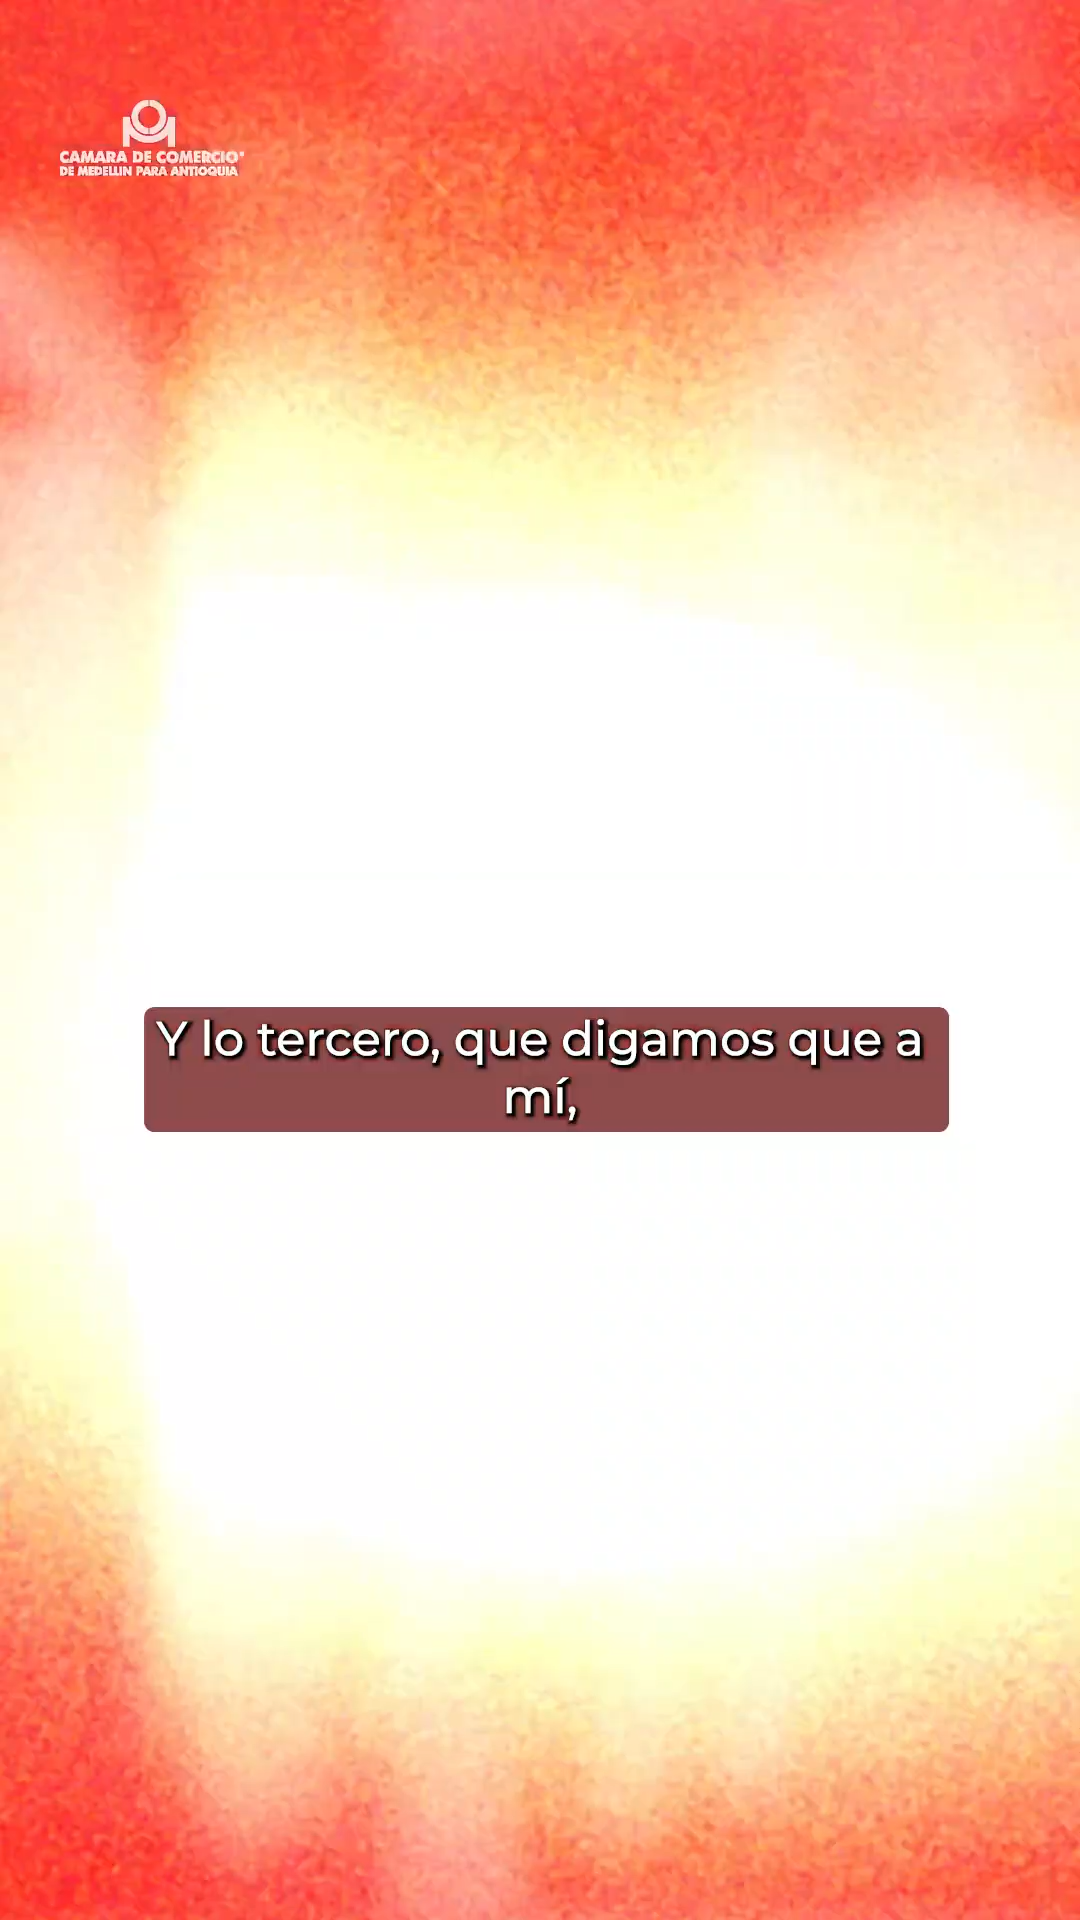 CAMARA DE COMERCIO®
DE MEDELLIN PARA ANTIOQUIA
Y lo tercero, que digamos que a
mí,